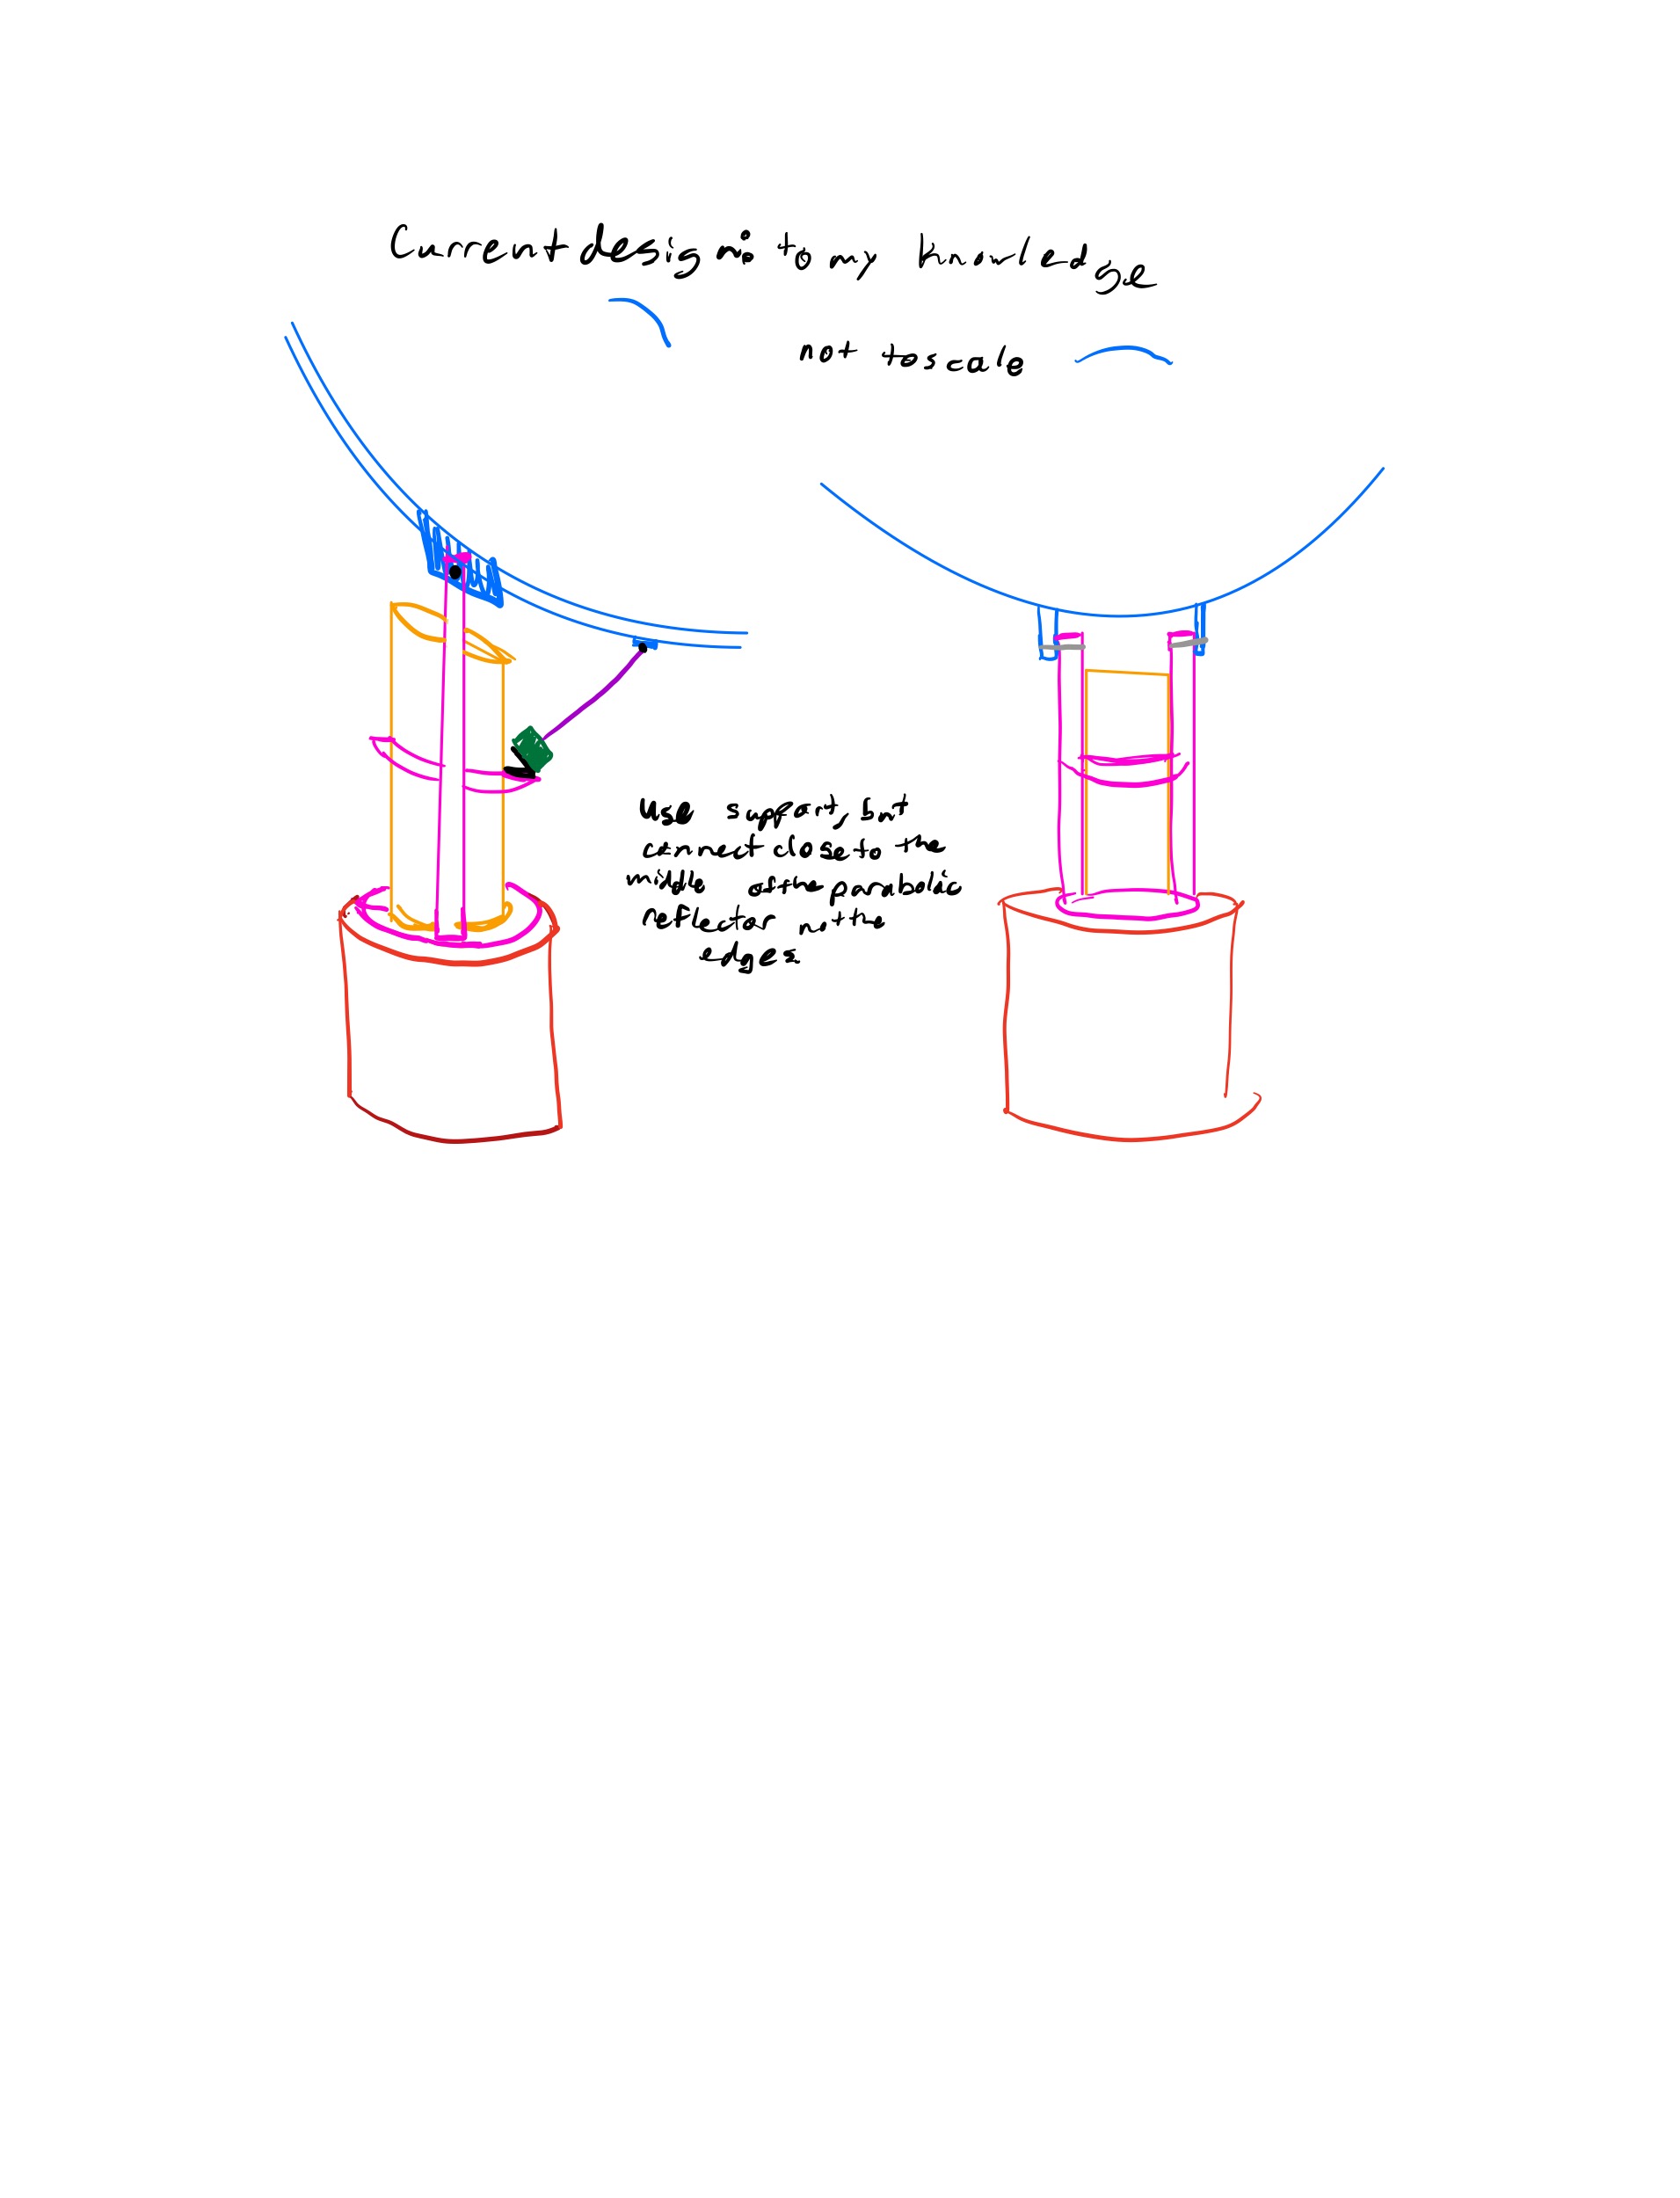 Current design to my knowledge
not to scale
Use support, but
connect close to the
middle of the parabolic
reflector not the
edges.